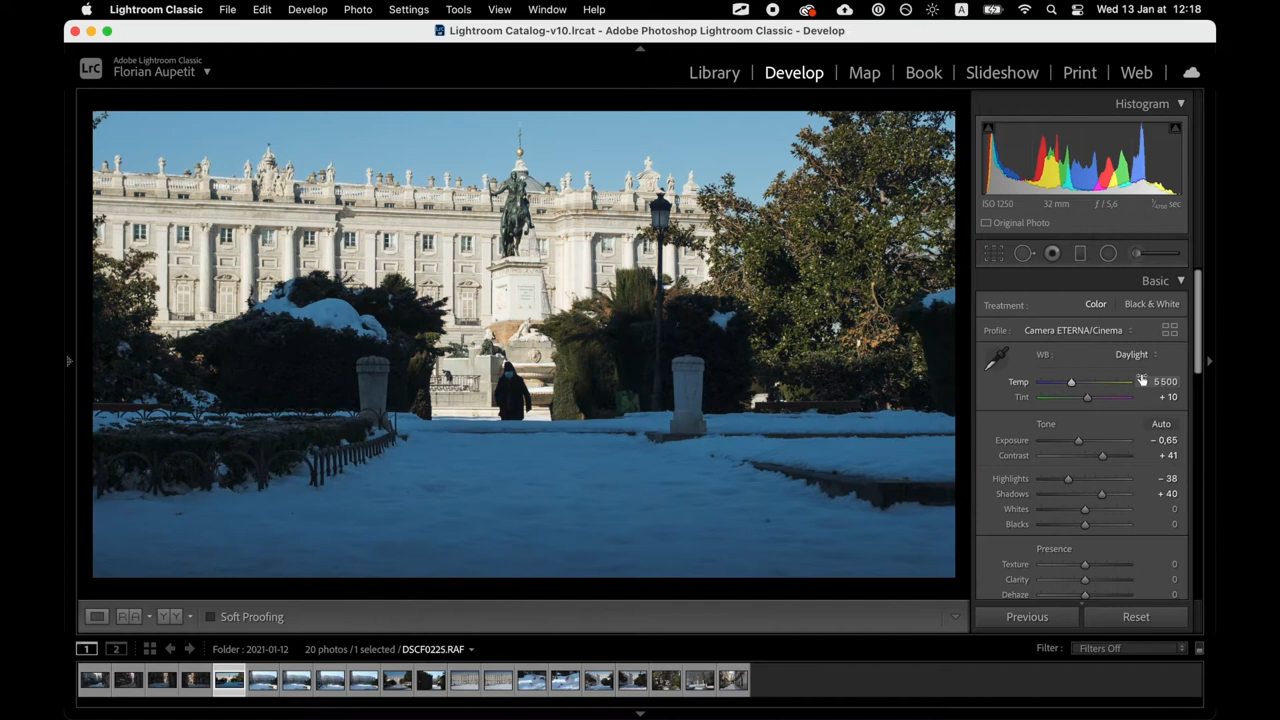 Lightroom Classic File Edit Develop Photo Settings Tools View Window Help A Wed 13 Jan at 12:18
Lightroom Catalog-v10.lrcat - Adobe Photoshop Lightroom Classic - Develop
LrC Adobe Lightroom Classic
Florian Aupetit
Library Develop Map Book Slideshow Print Web
Histogram
ISO 1250 32 mm ƒ / 5,6 1/4700 sec
Original Photo
Basic
Treatment : Color Black & White
Profile : Camera ETERNA/Cinema
WB : Daylight
Temp 5 500
Tint + 10
Tone Auto
Exposure – 0,65
Contrast + 41
Highlights – 38
Shadows + 40
Whites 0
Blacks 0
Presence
Texture 0
Clarity 0
Dehaze 0
R A Y Y Soft Proofing Previous Reset
1 2 Folder : 2021-01-12 20 photos / 1 selected / DSCF0225.RAF Filter : Filters Off